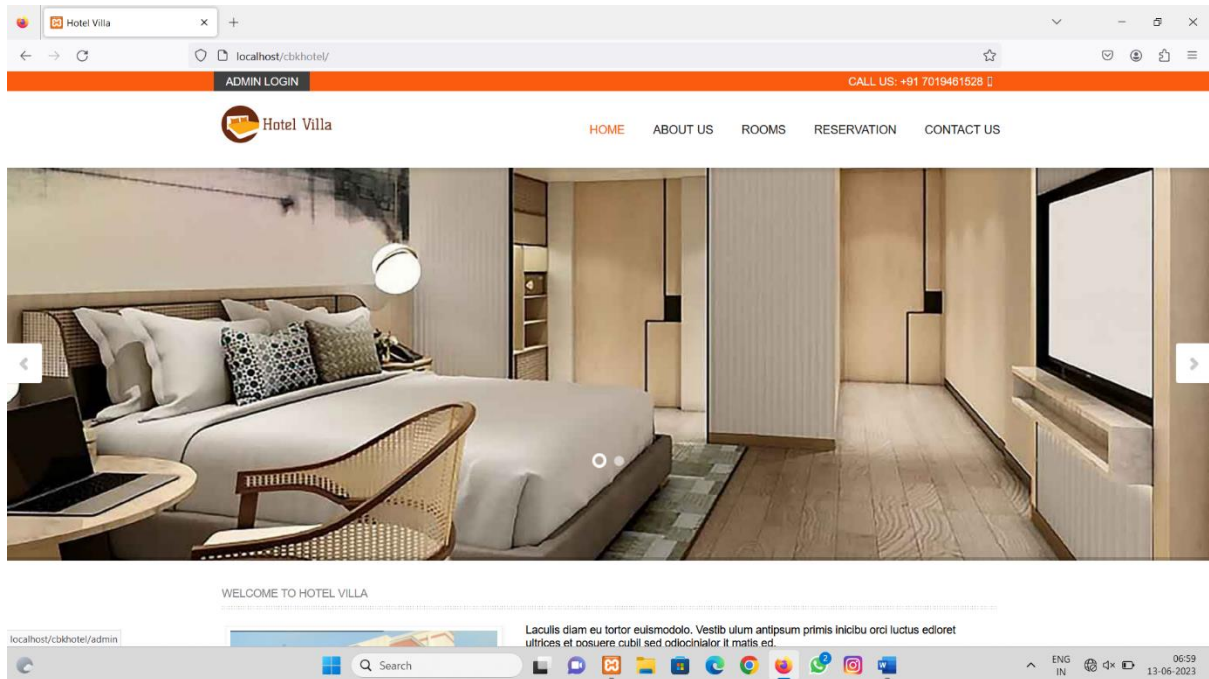 Hotel Villa
localhost/cbkhotel/
ADMIN LOGIN
CALL US: +91 7019461528
Hotel Villa
HOME ABOUT US ROOMS RESERVATION CONTACT US
WELCOME TO HOTEL VILLA
Laculis diam eu tortor euismodolo. Vestib ulum antipsum primis inicibu orci luctus edloret
ultrices et posuere cubil sed odiocinialor it matis ed.
localhost/cbkhotel/admin
Search
2
ENG
IN
06:59
13-06-2023